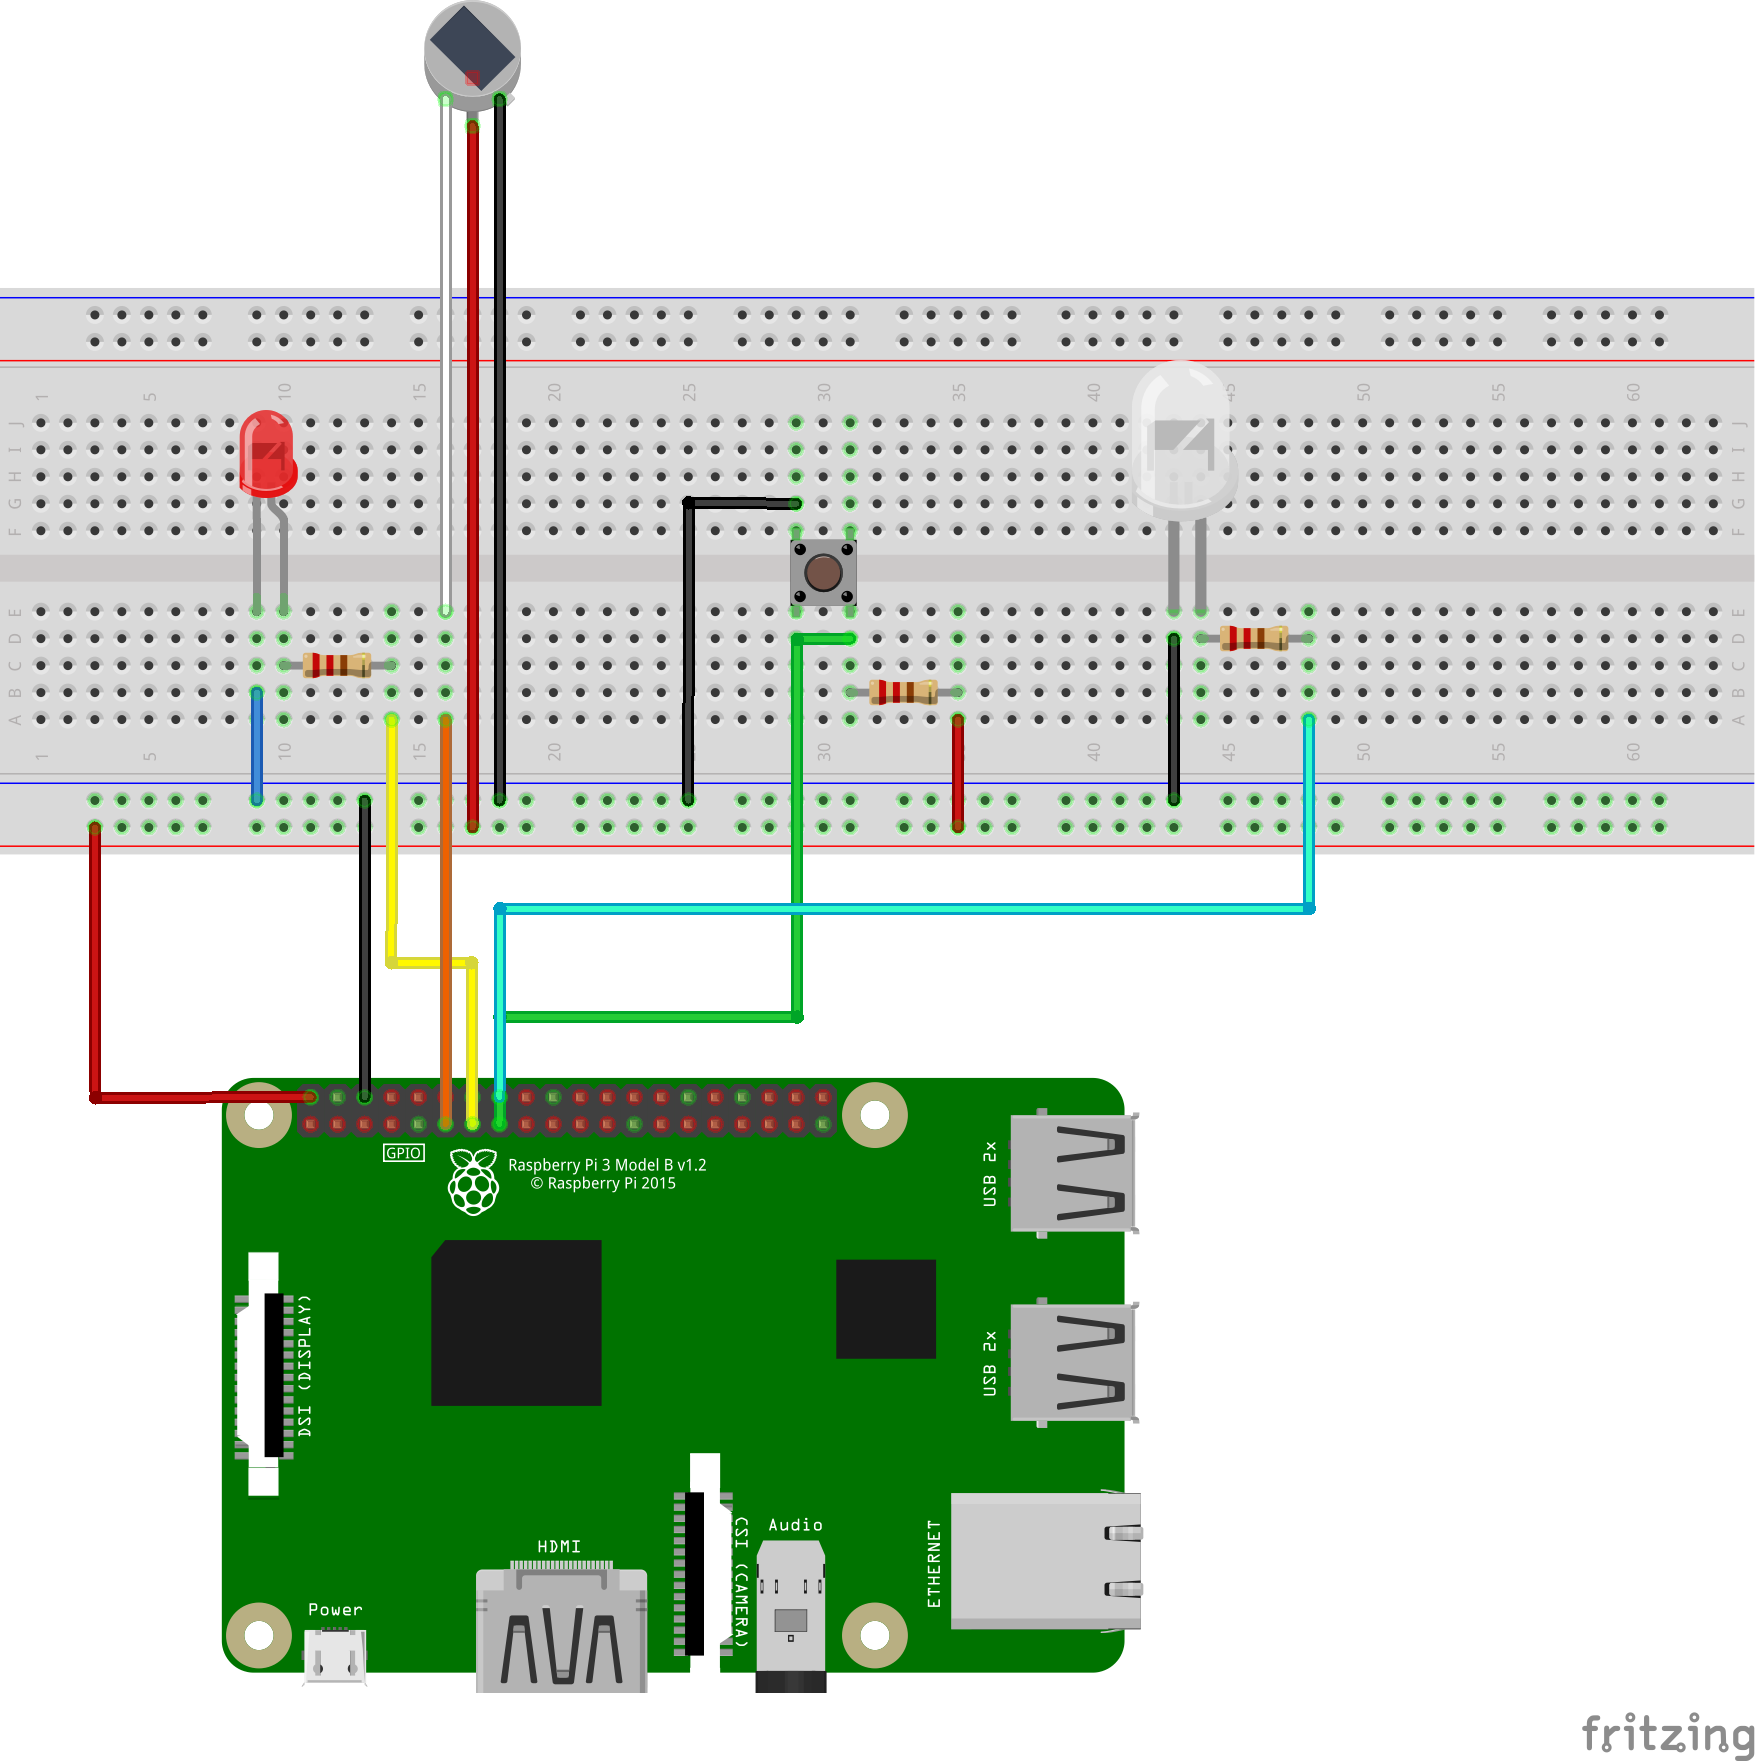 1 5 10 15 20 25 30 35 40 45 50 55 60
J J
I I
H H
G G
F F
E E
D D
C C
B B
A A
1 5 10 15 20 30 35 40 45 50 55 60
GPIO
Raspberry Pi 3 Model B v1.2
© Raspberry Pi 2015
USB 2x
DSI (DISPLAY)
USB 2x
CSI (CAMERA)
Audio
ETHERNET
HDMI
Power
fritzing